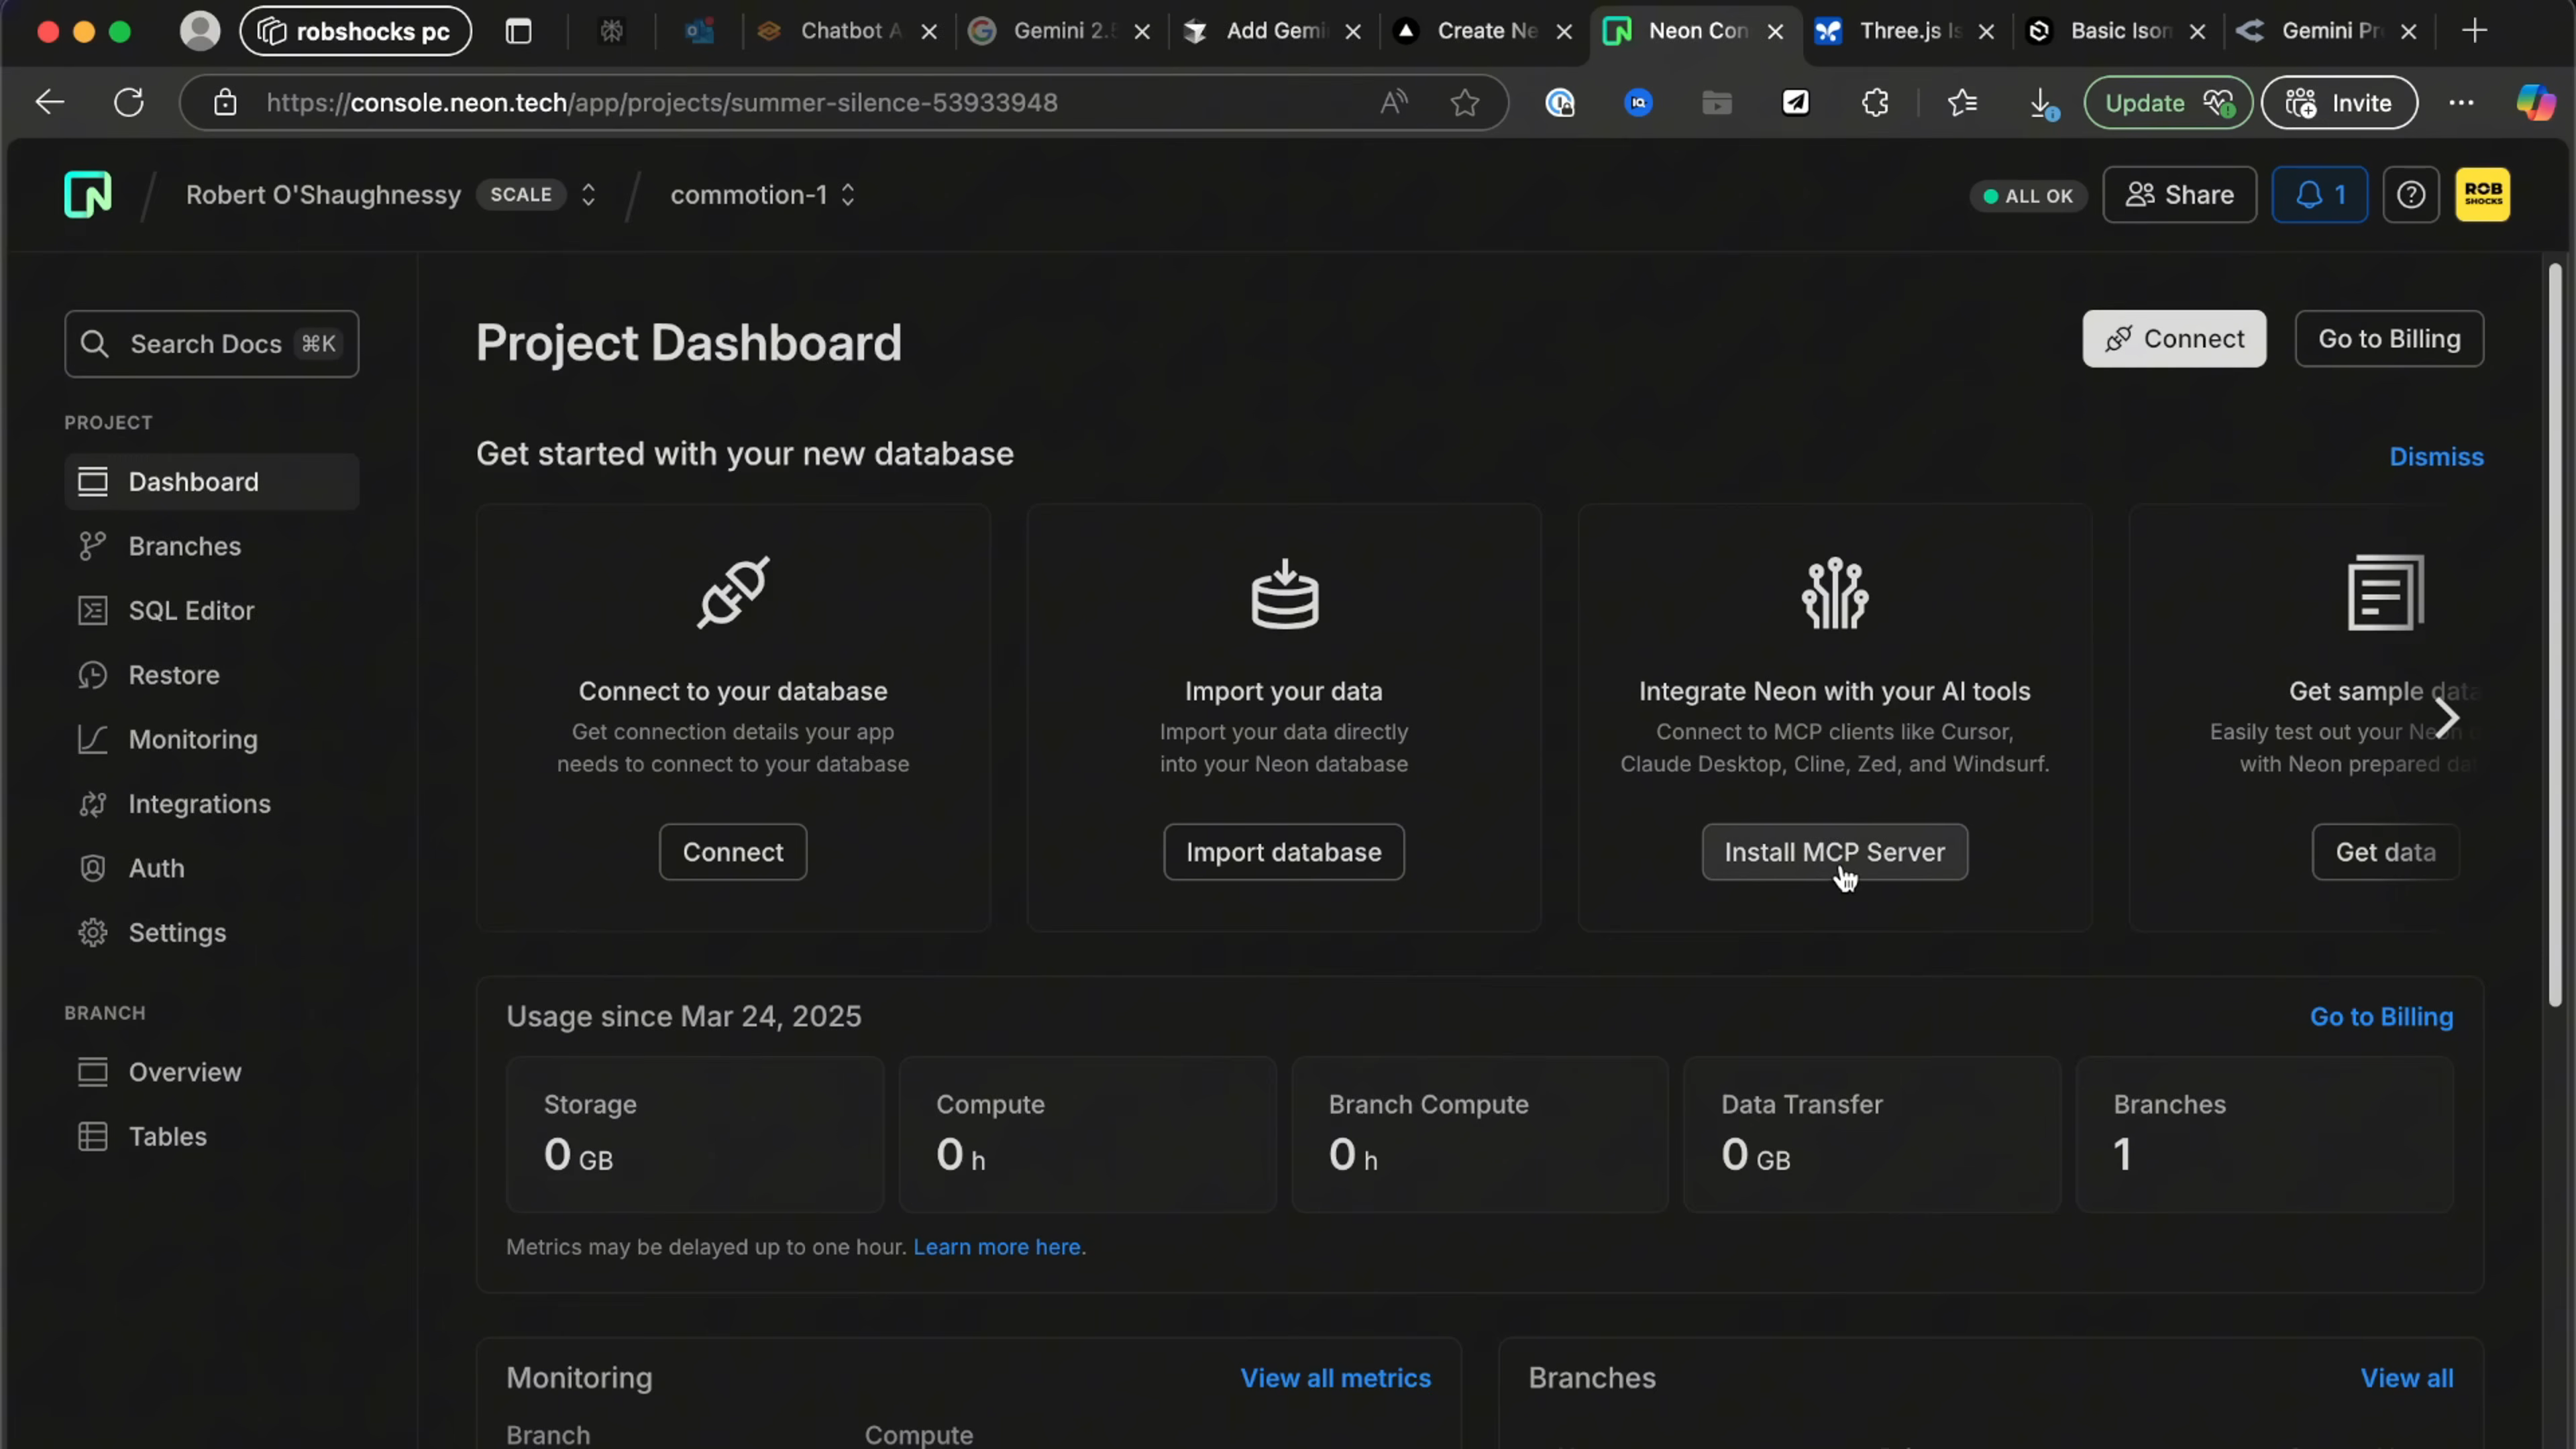 robshocks pc
Chatbot A
Gemini 2.5
Add Gemi
Create Ne
Neon Con
Three.js Is
Basic Ison
Gemini Pr
https://console.neon.tech/app/projects/summer-silence-53933948
Update
Invite
Robert O'Shaughnessy
SCALE
commotion-1
ALL OK
Share
1
ROB
SHOCKS
Search Docs
⌘K
PROJECT
Dashboard
Branches
SQL Editor
Restore
Monitoring
Integrations
Auth
Settings
BRANCH
Overview
Tables
Project Dashboard
Connect
Go to Billing
Get started with your new database
Dismiss
Connect to your database
Get connection details your app
needs to connect to your database
Connect
Import your data
Import your data directly
into your Neon database
Import database
Integrate Neon with your AI tools
Connect to MCP clients like Cursor,
Claude Desktop, Cline, Zed, and Windsurf.
Install MCP Server
Get sample data
Easily test out your Neon
with Neon prepared da
Get data
Usage since Mar 24, 2025
Go to Billing
Storage
0 GB
Compute
0 h
Branch Compute
0 h
Data Transfer
0 GB
Branches
1
Metrics may be delayed up to one hour. Learn more here.
Monitoring
View all metrics
Branch
Compute
Branches
View all